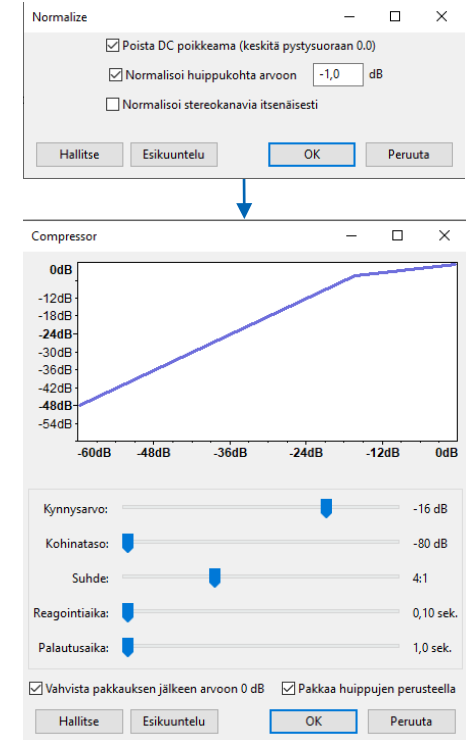 Normalize
Poista DC poikkeama (keskitä pystysuoraan 0.0)
Normalisoi huippukohta arvoon -1,0 dB
Normalisoi stereokanavia itsenäisesti
Hallitse Esikuuntelu OK Peruuta
Compressor
0dB
-12dB
-18dB
-24dB
-30dB
-36dB
-42dB
-48dB
-54dB
-60dB -48dB -36dB -24dB -12dB 0dB
Kynnysarvo: -16 dB
Kohinataso: -80 dB
Suhde: 4:1
Reagointiaika: 0,10 sek.
Palautusaika: 1,0 sek.
Vahvista pakkauksen jälkeen arvoon 0 dB Pakkaa huippujen perusteella
Hallitse Esikuuntelu OK Peruuta